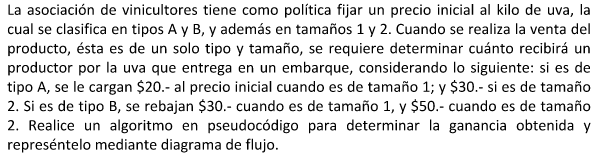 La asociación de vinicultores tiene como política fijar un precio inicial al kilo de uva, la
cual se clasifica en tipos A y B, y además en tamaños 1 y 2. Cuando se realiza la venta del
producto, ésta es de un solo tipo y tamaño, se requiere determinar cuánto recibirá un
productor por la uva que entrega en un embarque, considerando lo siguiente: si es de
tipo A, se le cargan $20.- al precio inicial cuando es de tamaño 1; y $30.- si es de tamaño
2. Si es de tipo B, se rebajan $30.- cuando es de tamaño 1, y $50.- cuando es de tamaño
2. Realice un algoritmo en pseudocódigo para determinar la ganancia obtenida y
represéntelo mediante diagrama de flujo.